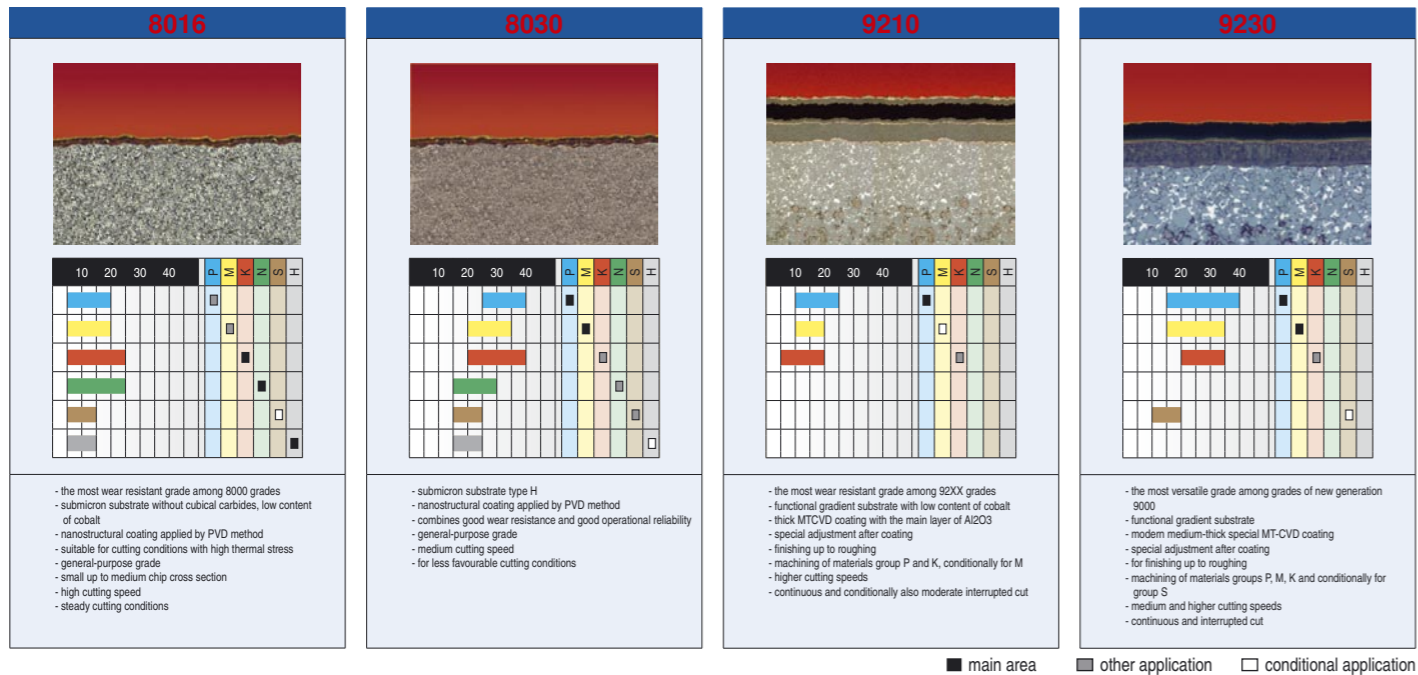 8016
10 20 30 40 P M K N S H
- the most wear resistant grade among 8000 grades
- submicron substrate without cubical carbides, low content
of cobalt
- nanostructural coating applied by PVD method
- suitable for cutting conditions with high thermal stress
- general-purpose grade
- small up to medium chip cross section
- high cutting speed
- steady cutting conditions
8030
10 20 30 40 P M K N S H
- submicron substrate type H
- nanostructural coating applied by PVD method
- combines good wear resistance and good operational reliability
- general-purpose grade
- medium cutting speed
- for less favourable cutting conditions
9210
10 20 30 40 P M K N S H
- the most wear resistant grade among 92XX grades
- functional gradient substrate with low content of cobalt
- thick MTCVD coating with the main layer of Al2O3
- special adjustment after coating
- finishing up to roughing
- machining of materials group P and K, conditionally for M
- higher cutting speeds
- continuous and conditionally also moderate interrupted cut
9230
10 20 30 40 P M K N S H
- the most versatile grade among grades of new generation
9000
- functional gradient substrate
- modern medium-thick special MT-CVD coating
- special adjustment after coating
- for finishing up to roughing
- machining of materials groups P, M, K and conditionally for
group S
- medium and higher cutting speeds
- continuous and interrupted cut
main area other application conditional application